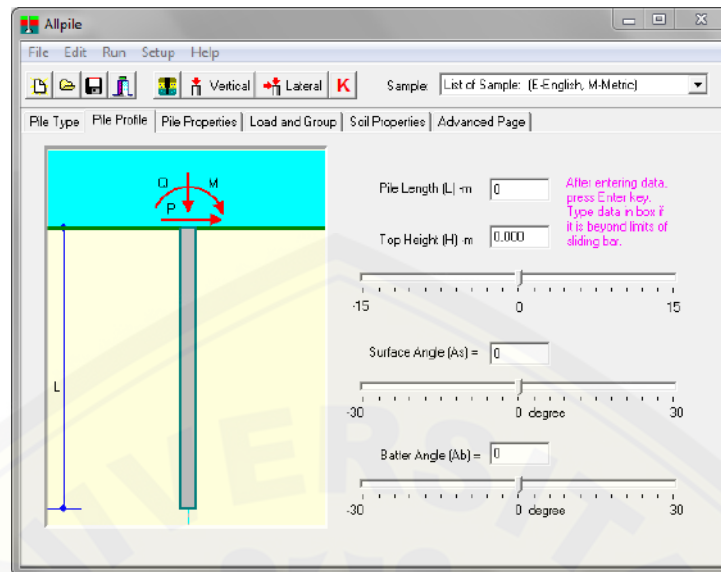 Allpile
File Edit Run Setup Help
Vertical Lateral K Sample: List of Sample: (E-English, M-Metric)
Pile Type Pile Profile Pile Properties Load and Group Soil Properties Advanced Page
Q M
P
L
Pile Length (L) -m 0
After entering data,
press Enter key.
Type data in box if
it is beyond limits of
sliding bar.
Top Height (H) -m 0.000
-15 0 15
Surface Angle (As) = 0
-30 0 degree 30
Batter Angle (Ab) = 0
-30 0 degree 30
UNIVERSITA